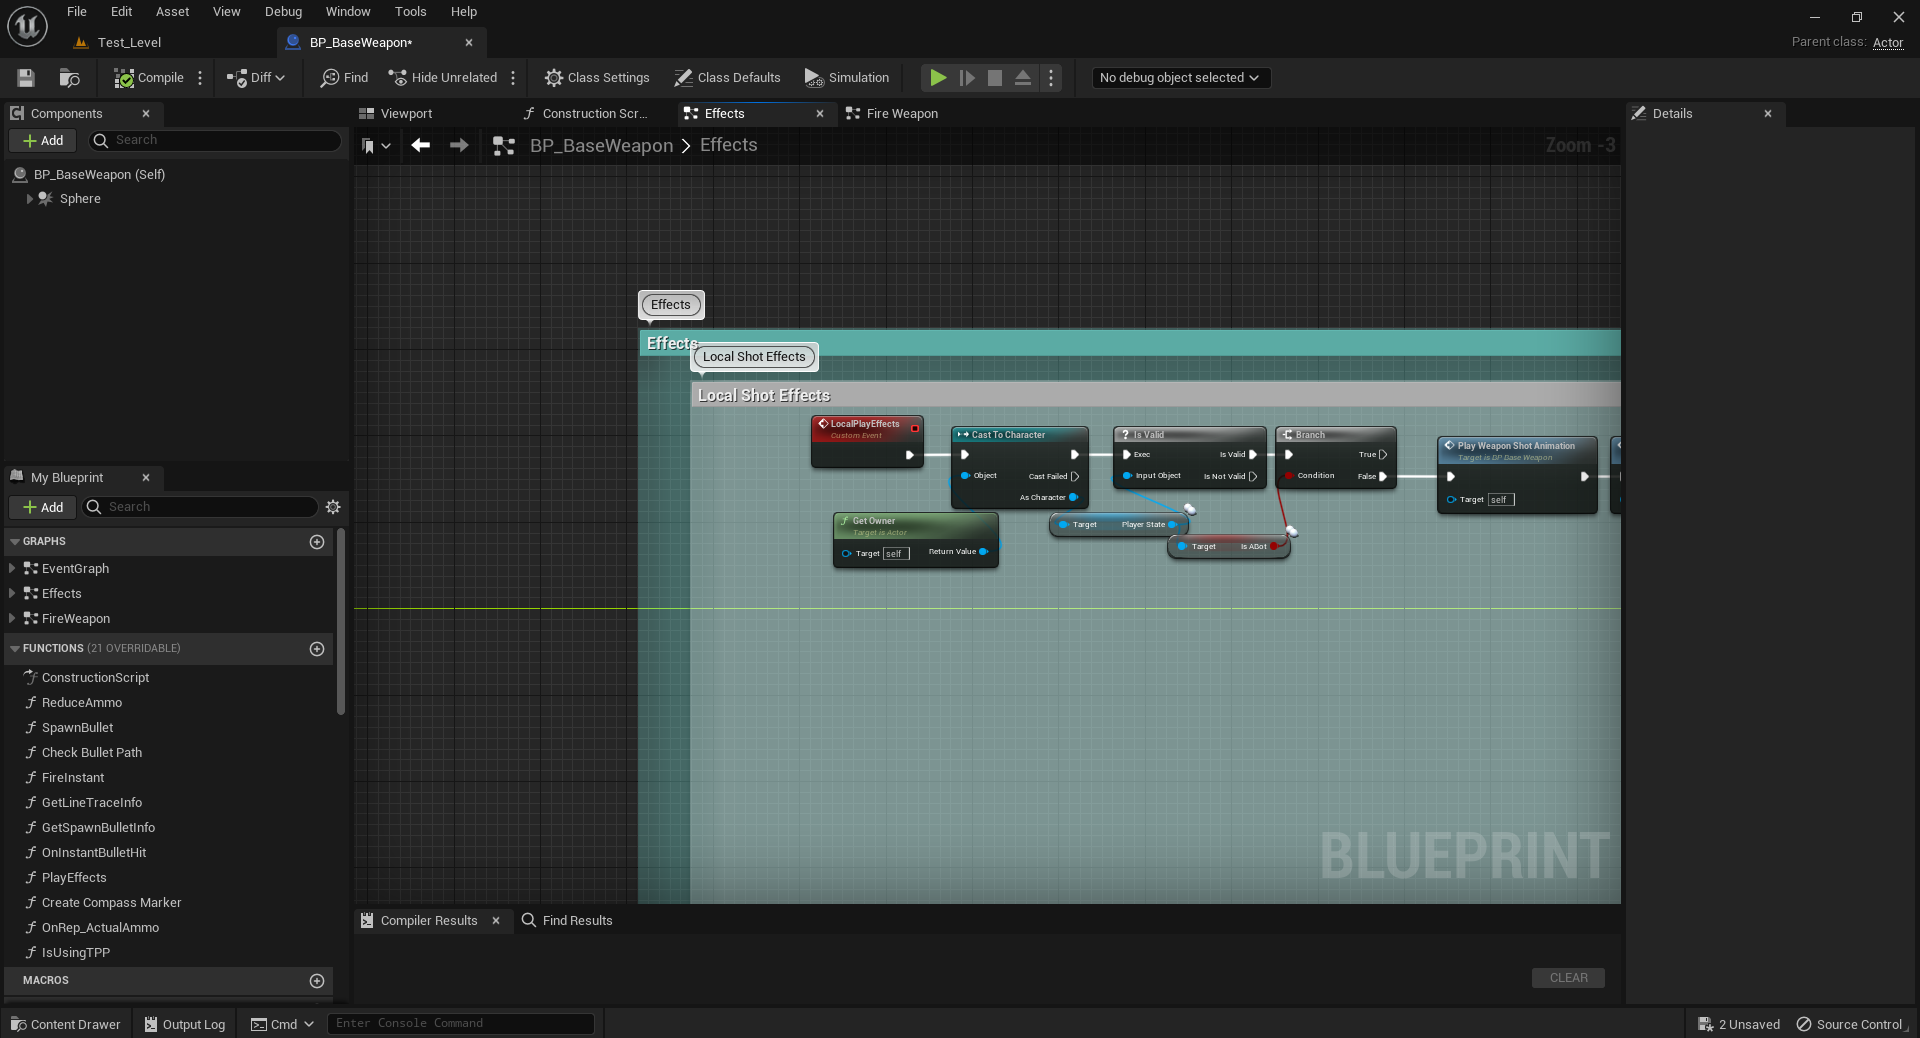 File Edit Asset View Debug Window Tools Help
Test_Level
BP_BaseWeapon*
Parent class: Actor
Compile
Diff
Find
Hide Unrelated
Class Settings
Class Defaults
Simulation
No debug object selected
Components
Add
Search
BP_BaseWeapon (Self)
Sphere
Viewport
Construction Scr...
Effects
Fire Weapon
BP_BaseWeapon > Effects
Zoom -3
Details
Effects
Effects
Local Shot Effects
Local Shot Effects
LocalPlayEffects
Custom Event
Cast To Character
Object
Cast Failed
As Character
Is Valid
Exec
Is Valid
Input Object
Is Not Valid
Branch
True
Condition
False
Play Weapon Shot Animation
Target is BP Base Weapon
Target self
Get Owner
Target is Actor
Target self
Return Value
Target
Player State
Target
Is ABot
BLUEPRINT
My Blueprint
Add
Search
GRAPHS
EventGraph
Effects
FireWeapon
FUNCTIONS (21 OVERRIDABLE)
ConstructionScript
ReduceAmmo
SpawnBullet
Check Bullet Path
FireInstant
GetLineTraceInfo
GetSpawnBulletInfo
OnInstantBulletHit
PlayEffects
Create Compass Marker
OnRep_ActualAmmo
IsUsingTPP
MACROS
Compiler Results
Find Results
CLEAR
Content Drawer
Output Log
Cmd
Enter Console Command
2 Unsaved
Source Control